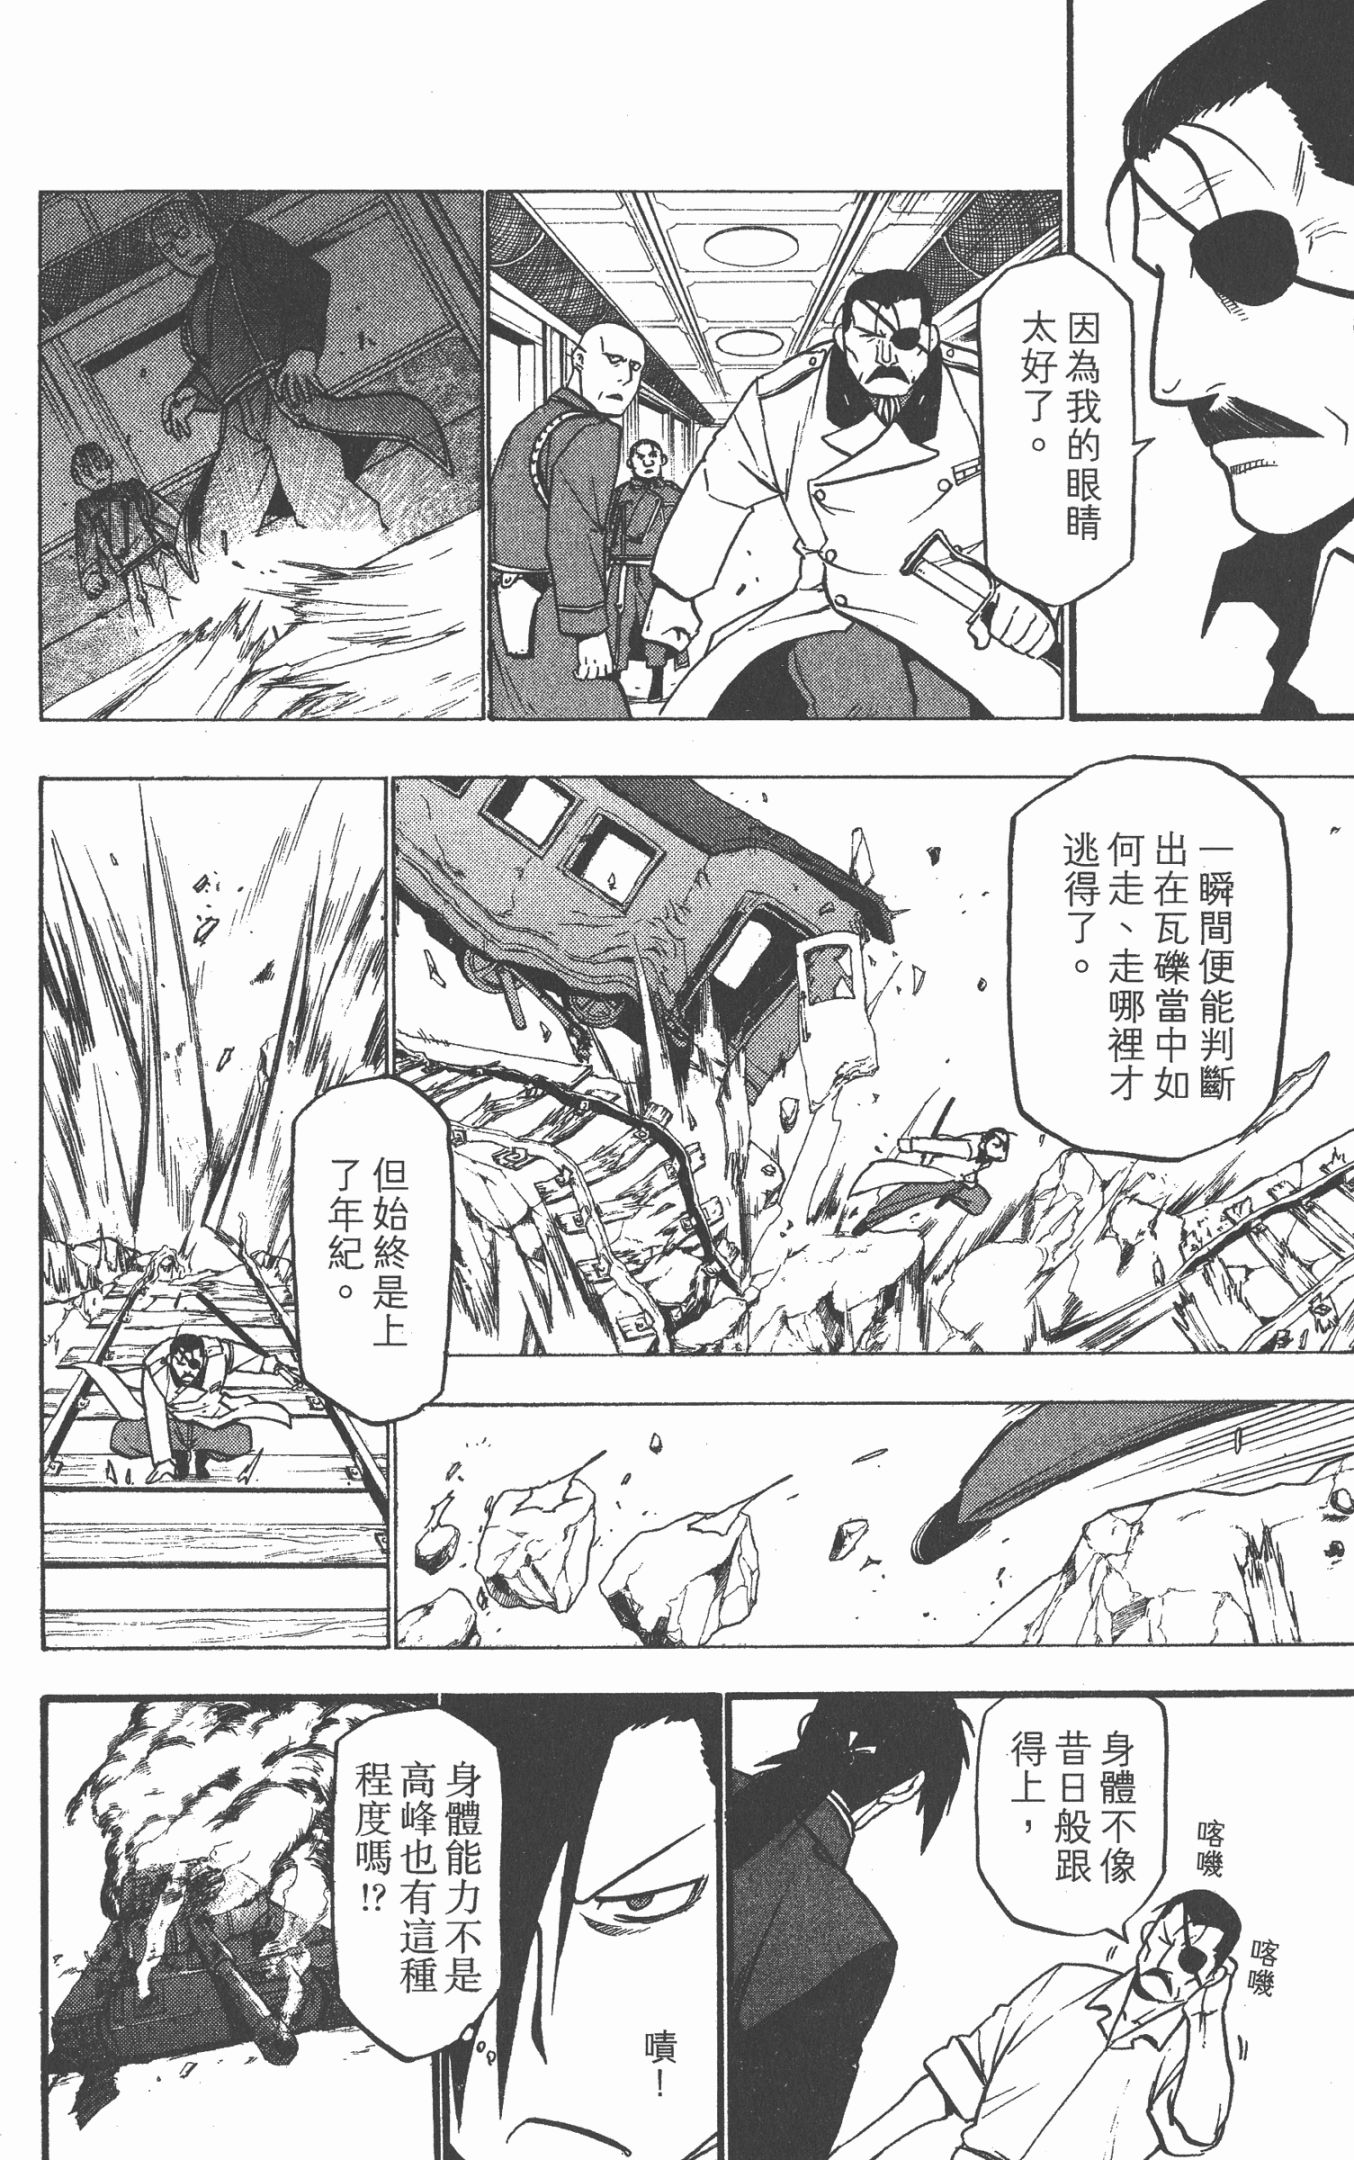 因為我的眼睛
太好了。
一瞬間便能判斷
出在瓦礫當中如
何走、走哪裡才
逃得了。
但始終是上
了年紀。
身體不像
昔日般跟
得上，
喀嘰
喀嘰
嘖！
身體能力不是
高峰也有這種
程度嗎!?